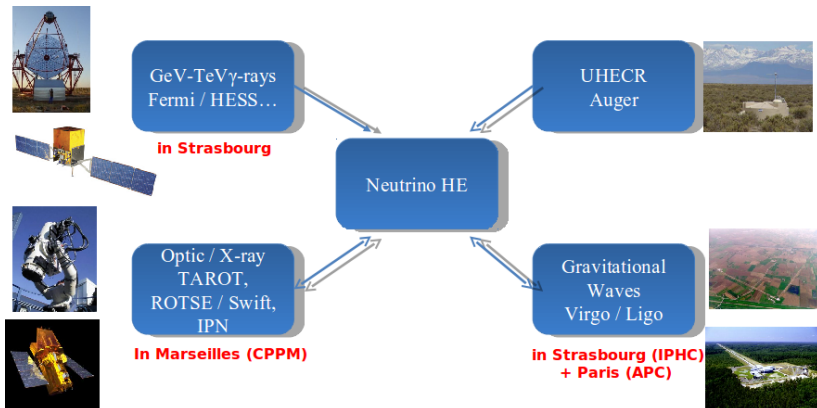 GeV-TeVγ-rays
Fermi / HESS…
in Strasbourg
UHECR
Auger
Neutrino HE
Optic / X-ray
TAROT,
ROTSE / Swift,
IPN
In Marseilles (CPPM)
Gravitational
Waves
Virgo / Ligo
in Strasbourg (IPHC)
+ Paris (APC)